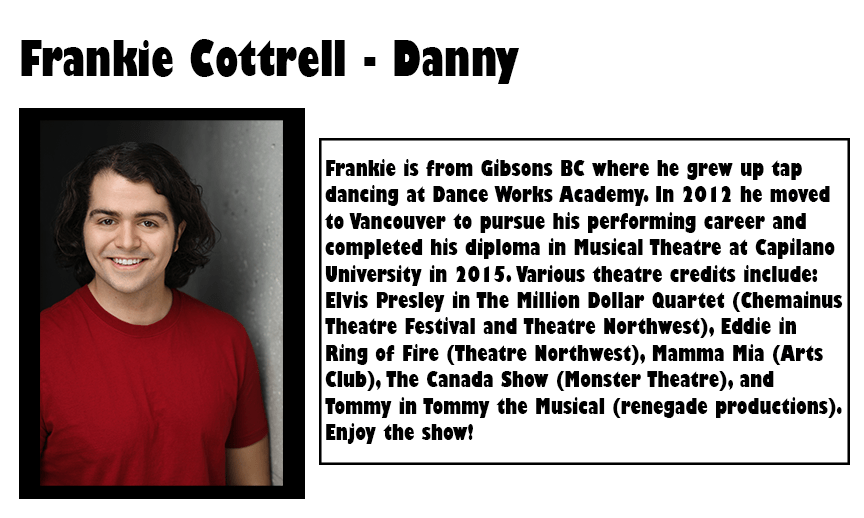 Frankie Cottrell - Danny
Frankie is from Gibsons BC where he grew up tap
dancing at Dance Works Academy. In 2012 he moved
to Vancouver to pursue his performing career and
completed his diploma in Musical Theatre at Capilano
University in 2015. Various theatre credits include:
Elvis Presley in The Million Dollar Quartet (Chemainus
Theatre Festival and Theatre Northwest), Eddie in
Ring of Fire (Theatre Northwest), Mamma Mia (Arts
Club), The Canada Show (Monster Theatre), and
Tommy in Tommy the Musical (renegade productions).
Enjoy the show!